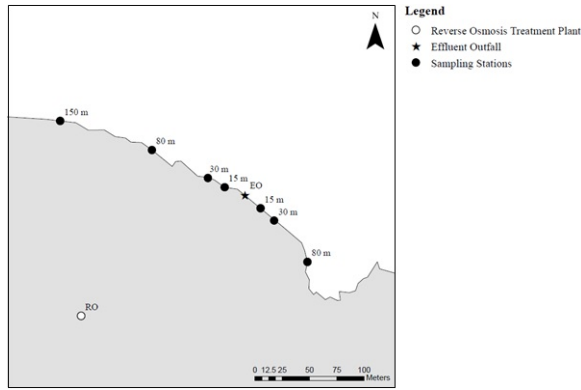 N
Legend
Reverse Osmosis Treatment Plant
Effluent Outfall
Sampling Stations
150 m
80 m
30 m
15 m
EO
15 m
30 m
80 m
RO
0 12.5 25 50 75 100
Meters